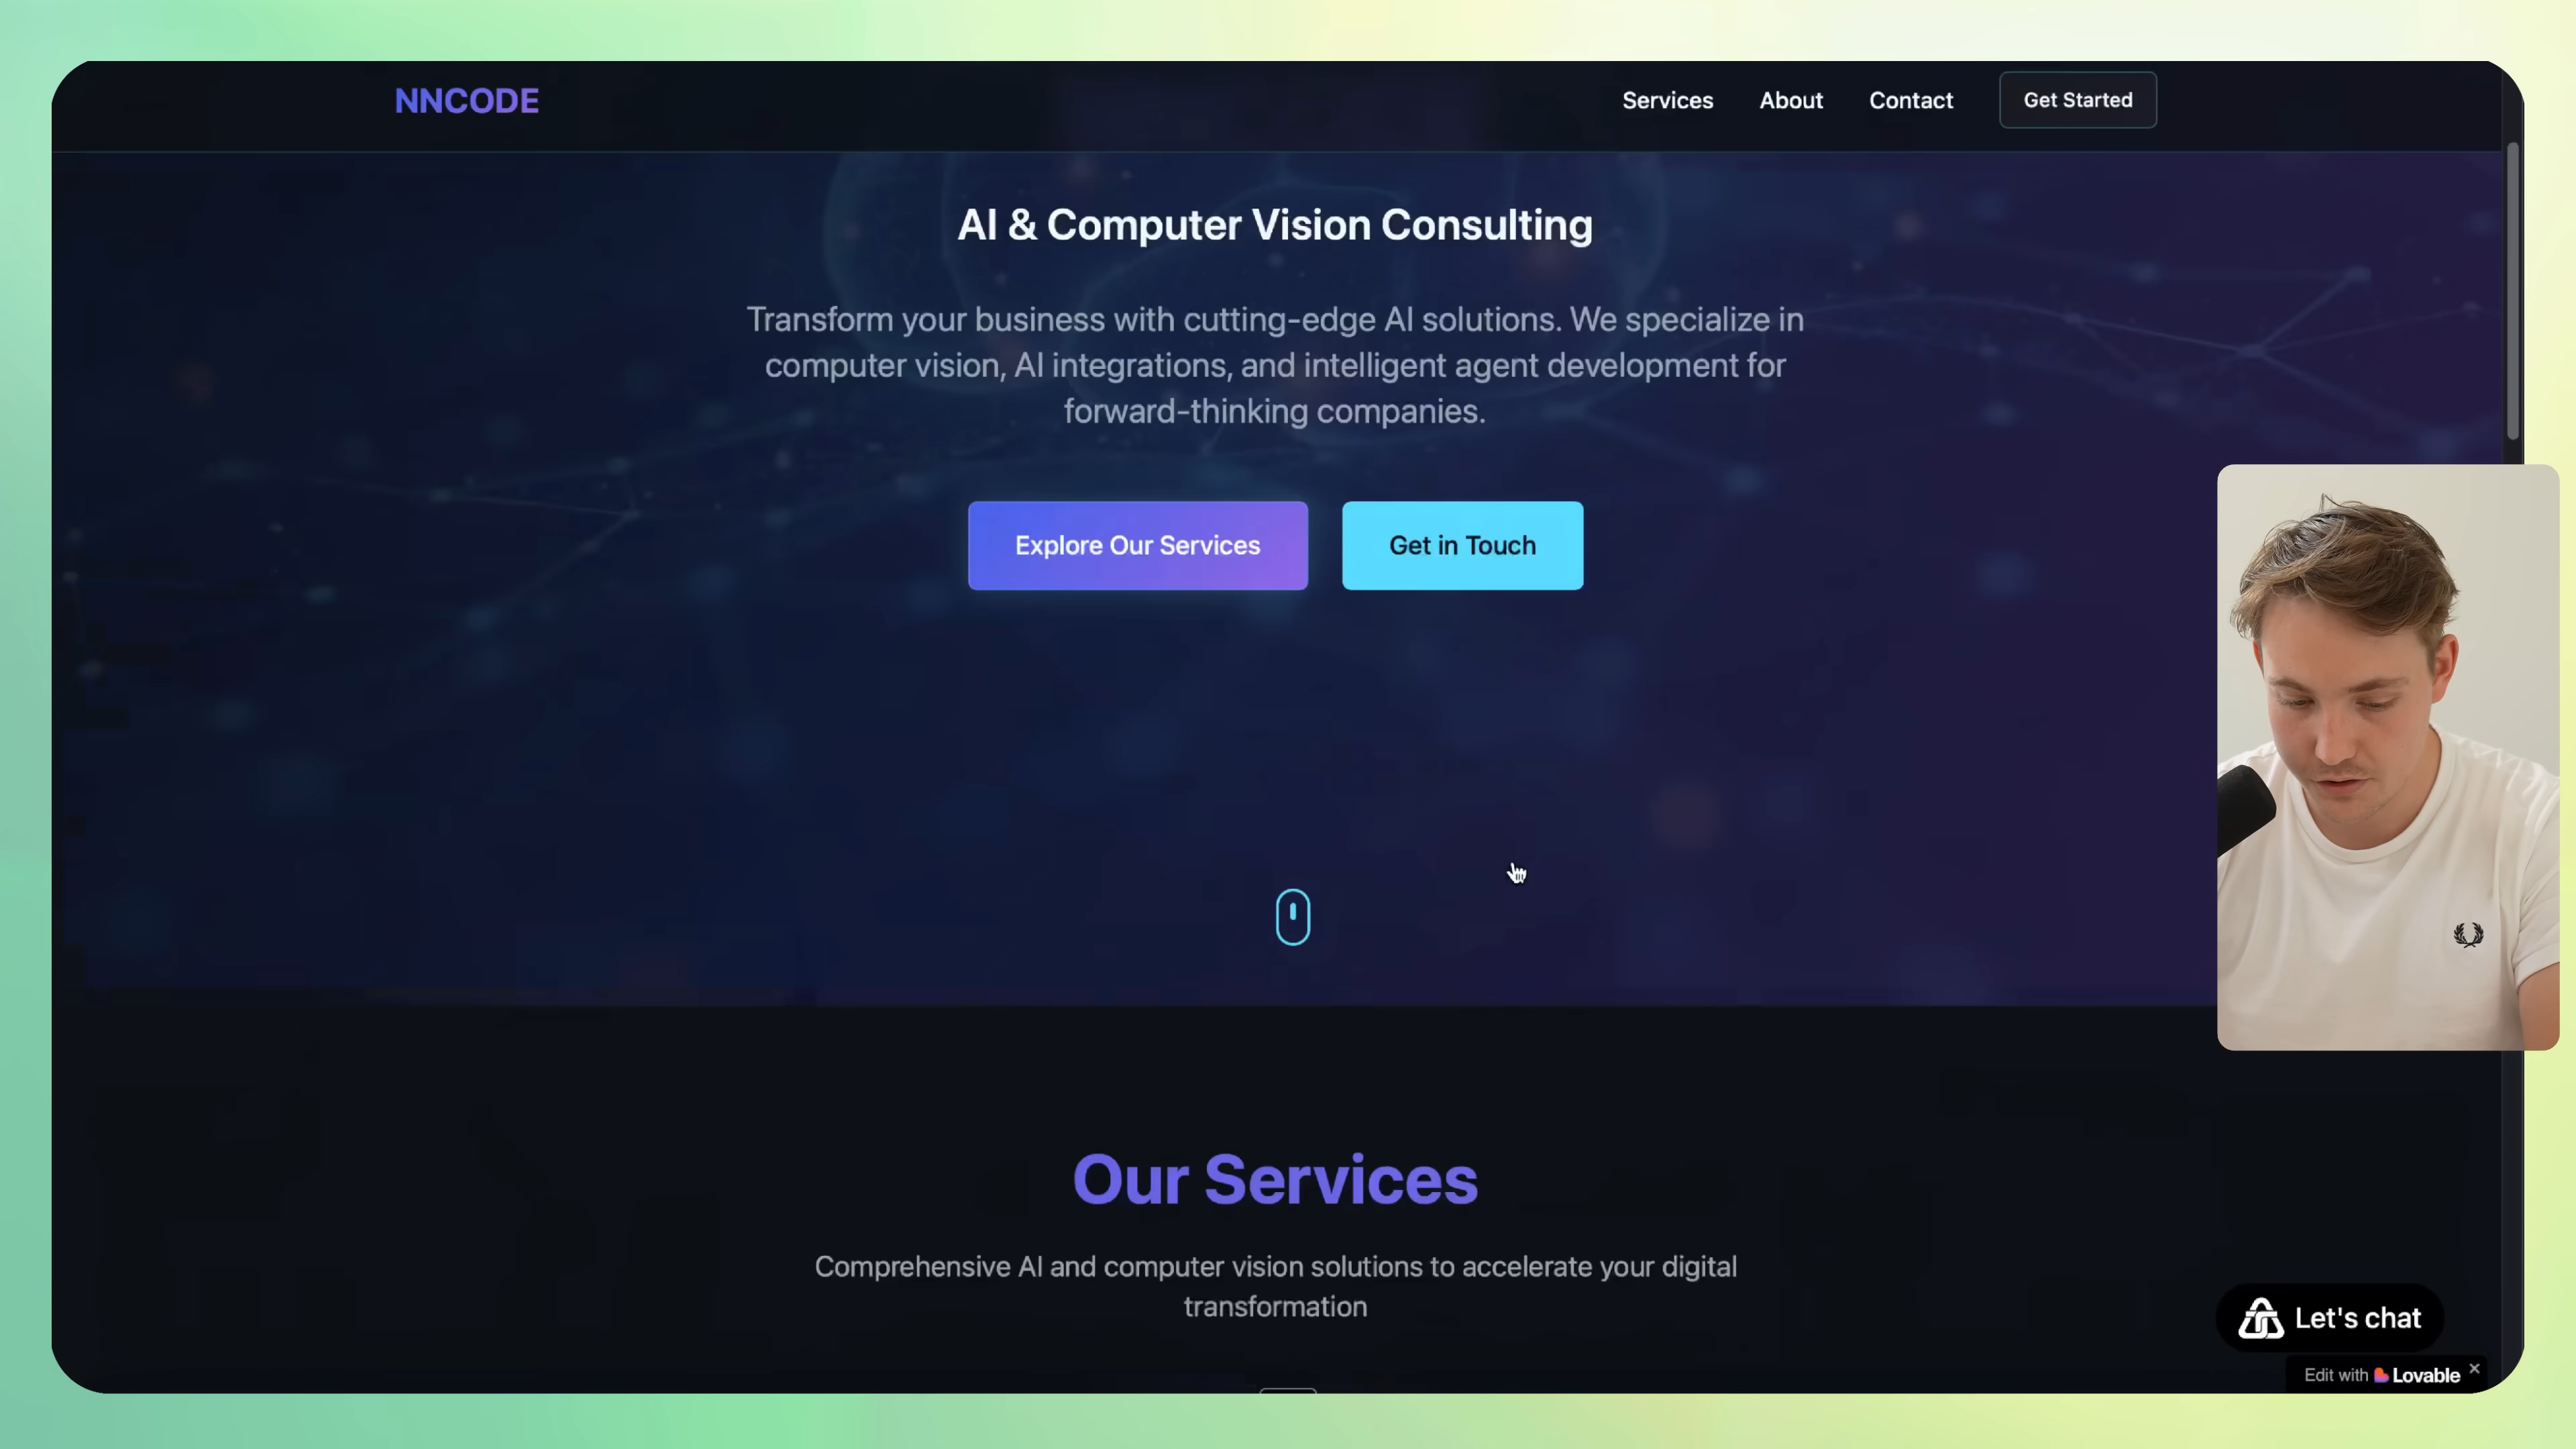 NNCODE
Services
About
Contact
Get Started
AI & Computer Vision Consulting
Transform your business with cutting-edge AI solutions. We specialize in
computer vision, AI integrations, and intelligent agent development for
forward-thinking companies.
Explore Our Services
Get in Touch
Our Services
Comprehensive AI and computer vision solutions to accelerate your digital
transformation
Let's chat
Edit with Lovable